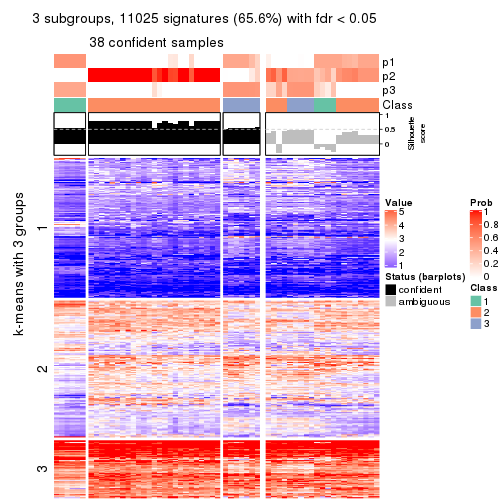 3 subgroups, 11025 signatures (65.6%) with fdr < 0.05
38 confident samples
p1
p2
p3
Class
1
0.5
0
Silhouette
score
k-means with 3 groups
1
2
3
Value
5
4
3
2
1
Status (barplots)
confident
ambiguous
Prob
1
0.8
0.6
0.4
0.2
0
Class
1
2
3